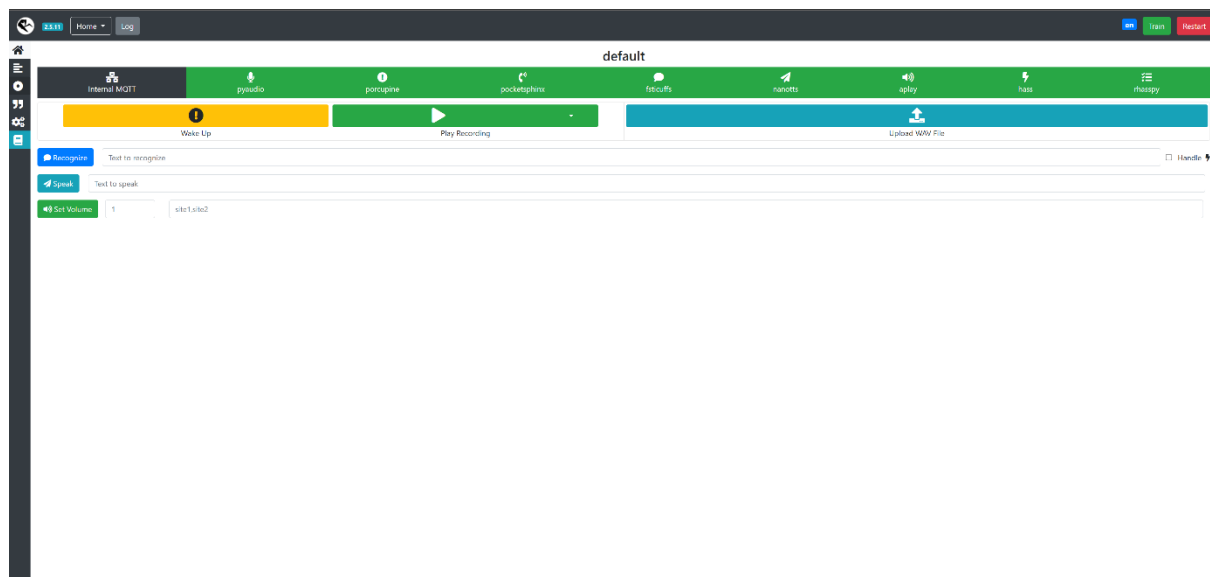 2.5.11 Home Log en Train Restart
default
Internal MQTT pyaudio porcupine pocketsphinx fsticuffs nanotts aplay hass rhasspy
Wake Up Play Recording Upload WAV File
Recognize Text to recognize Handle
Speak Text to speak
Set Volume 1 site1,site2